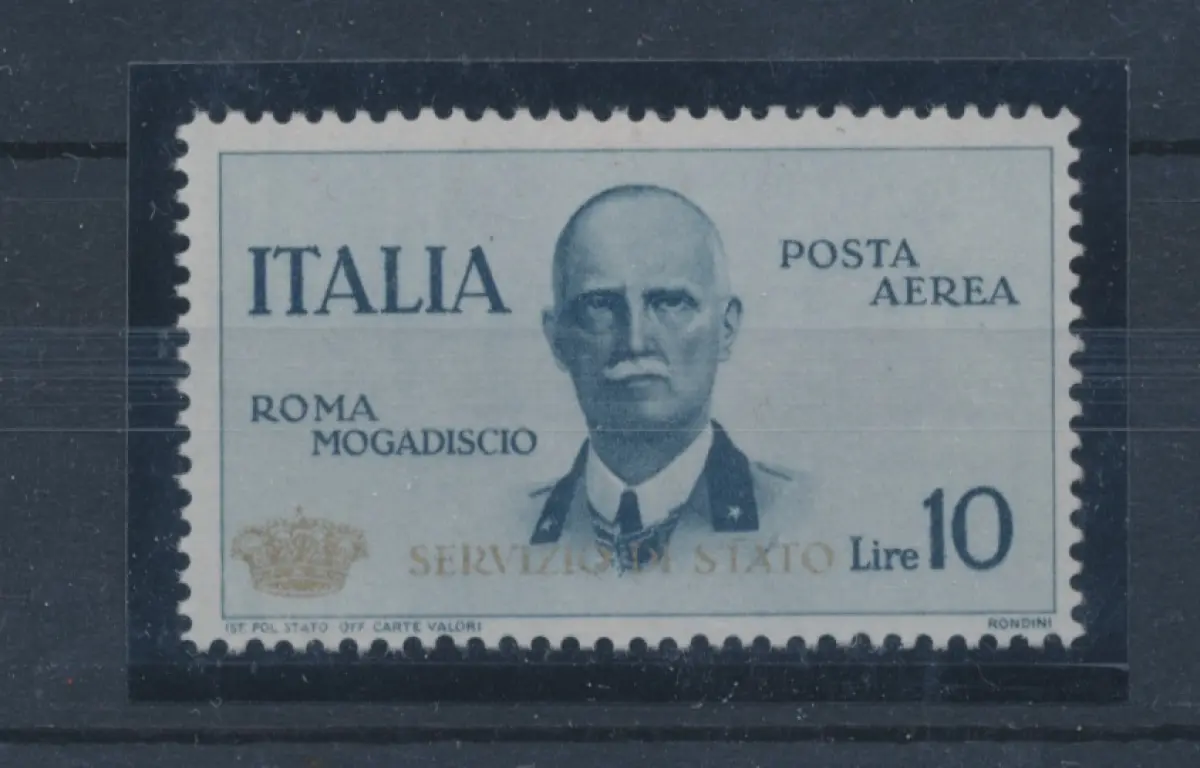 ITALIA
POSTA
AEREA
ROMA
MOGADISCIO
SERVIZIO DI STATO
Lire 10
IST. POL. STATO OFF. CARTE VALORI
RONDINI